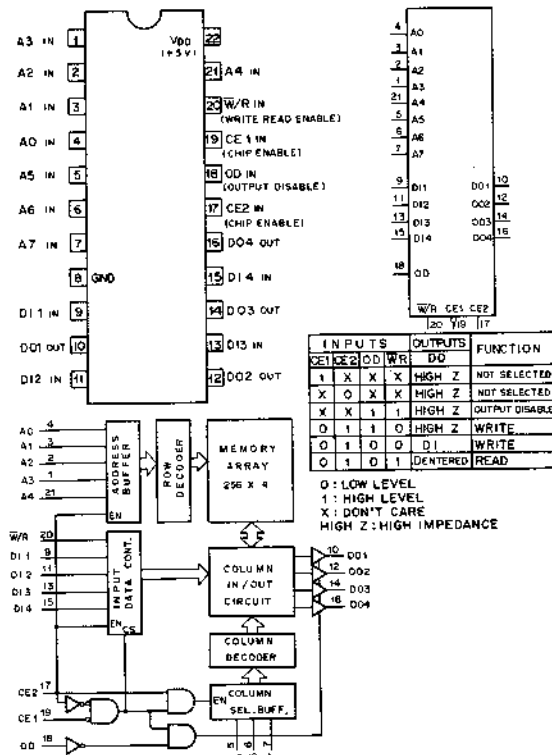 A3 IN 1
A2 IN 2
A1 IN 3
A0 IN 4
A5 IN 5
A6 IN 6
A7 IN 7
8 GND
DI1 IN 9
DO1 OUT 10
DI2 IN 11
VDD 22
(+5V)
21 A4 IN
20 W/R IN
(WRITE READ ENABLE)
19 CE1 IN
(CHIP ENABLE)
18 OD IN
(OUTPUT DISABLE)
17 CE2 IN
(CHIP ENABLE)
16 DO4 OUT
15 DI4 IN
14 DO3 OUT
13 DI3 IN
12 DO2 OUT
4 A0
3 A1
2 A2
1 A3
21 A4
5 A5
6 A6
7 A7
9 DI1 DO1 10
11 DI2 DO2 12
13 DI3 DO3 14
15 DI4 DO4 16
18 OD
W/R CE1 CE2
20 19 17
INPUTS OUTPUTS FUNCTION
CE1 CE2 OD W/R DO
1 X X X HIGH Z NOT SELECTED
X 0 X X HIGH Z NOT SELECTED
X X 1 1 HIGH Z OUTPUT DISABLE
0 1 1 0 HIGH Z WRITE
0 1 0 0 DI WRITE
0 1 0 1 DENTERED READ
0 : LOW LEVEL
1 : HIGH LEVEL
X : DON'T CARE
HIGH Z : HIGH IMPEDANCE
A0 4
A1 3
A2 2
A3 1
A4 21
ADDRESS
BUFFER
EN
ROW
DECODER
MEMORY
ARRAY
256 X 4
W/R 20
DI1 9
DI2 11
DI3 13
DI4 15
INPUT
DATA CONT.
EN
CS
COLUMN
IN/OUT
CIRCUIT
10 DO1
12 DO2
14 DO3
16 DO4
COLUMN
DECODER
EN COLUMN
SEL. BUFF.
CE2 17
CE1 19
OD 18
5 6 7